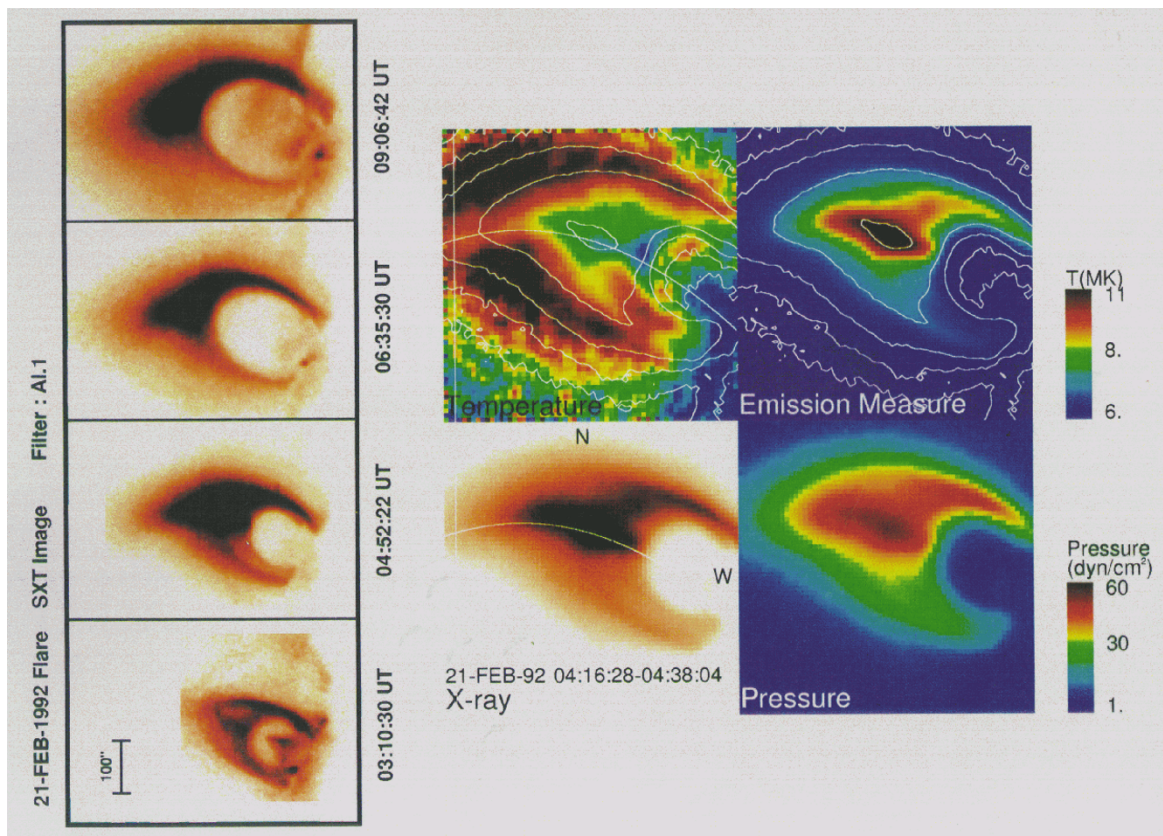 21-FEB-1992 Flare SXT Image Filter : Al.1
09:06:42 UT
06:35:30 UT
04:52:22 UT
03:10:30 UT
100"
Temperature
Emission Measure
N
W
21-FEB-92 04:16:28-04:38:04
X-ray
Pressure
T(MK)
11
8.
6.
Pressure
(dyn/cm²)
60
30
1.